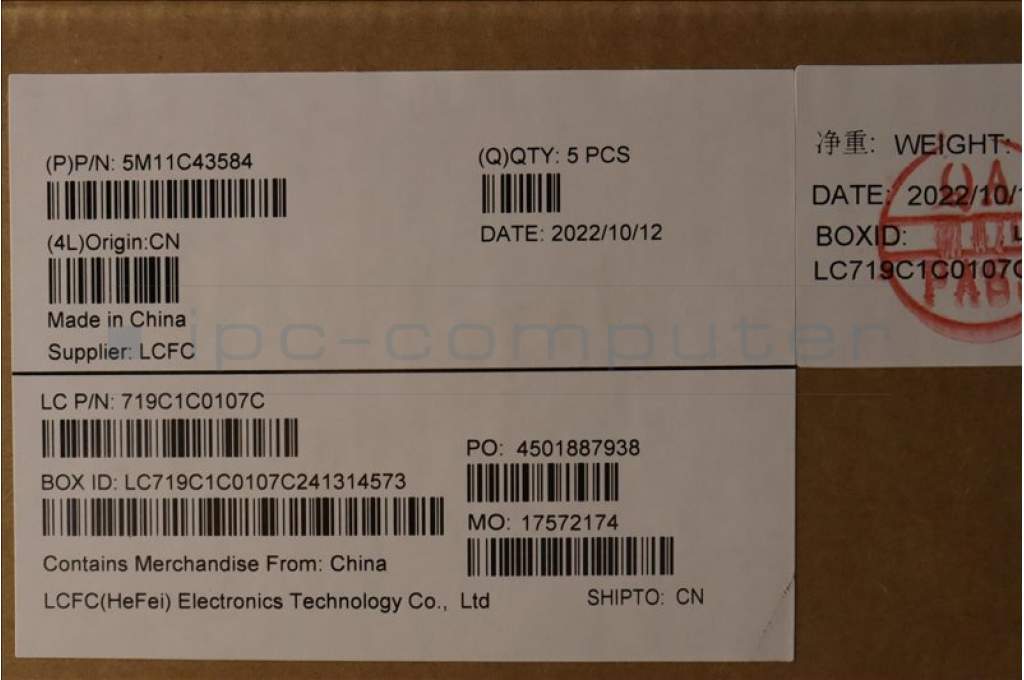 (P)P/N: 5M11C43584
(Q)QTY: 5 PCS
(4L)Origin:CN
DATE: 2022/10/12
Made in China
Supplier: LCFC
LC P/N: 719C1C0107C
PO: 4501887938
BOX ID: LC719C1C0107C241314573
MO: 17572174
Contains Merchandise From: China
LCFC(HeFei) Electronics Technology Co., Ltd
SHIPTO: CN
净重: WEIGHT:
DATE: 2022/10/
BOXID:
LC719C1C0107C
ipc-computer